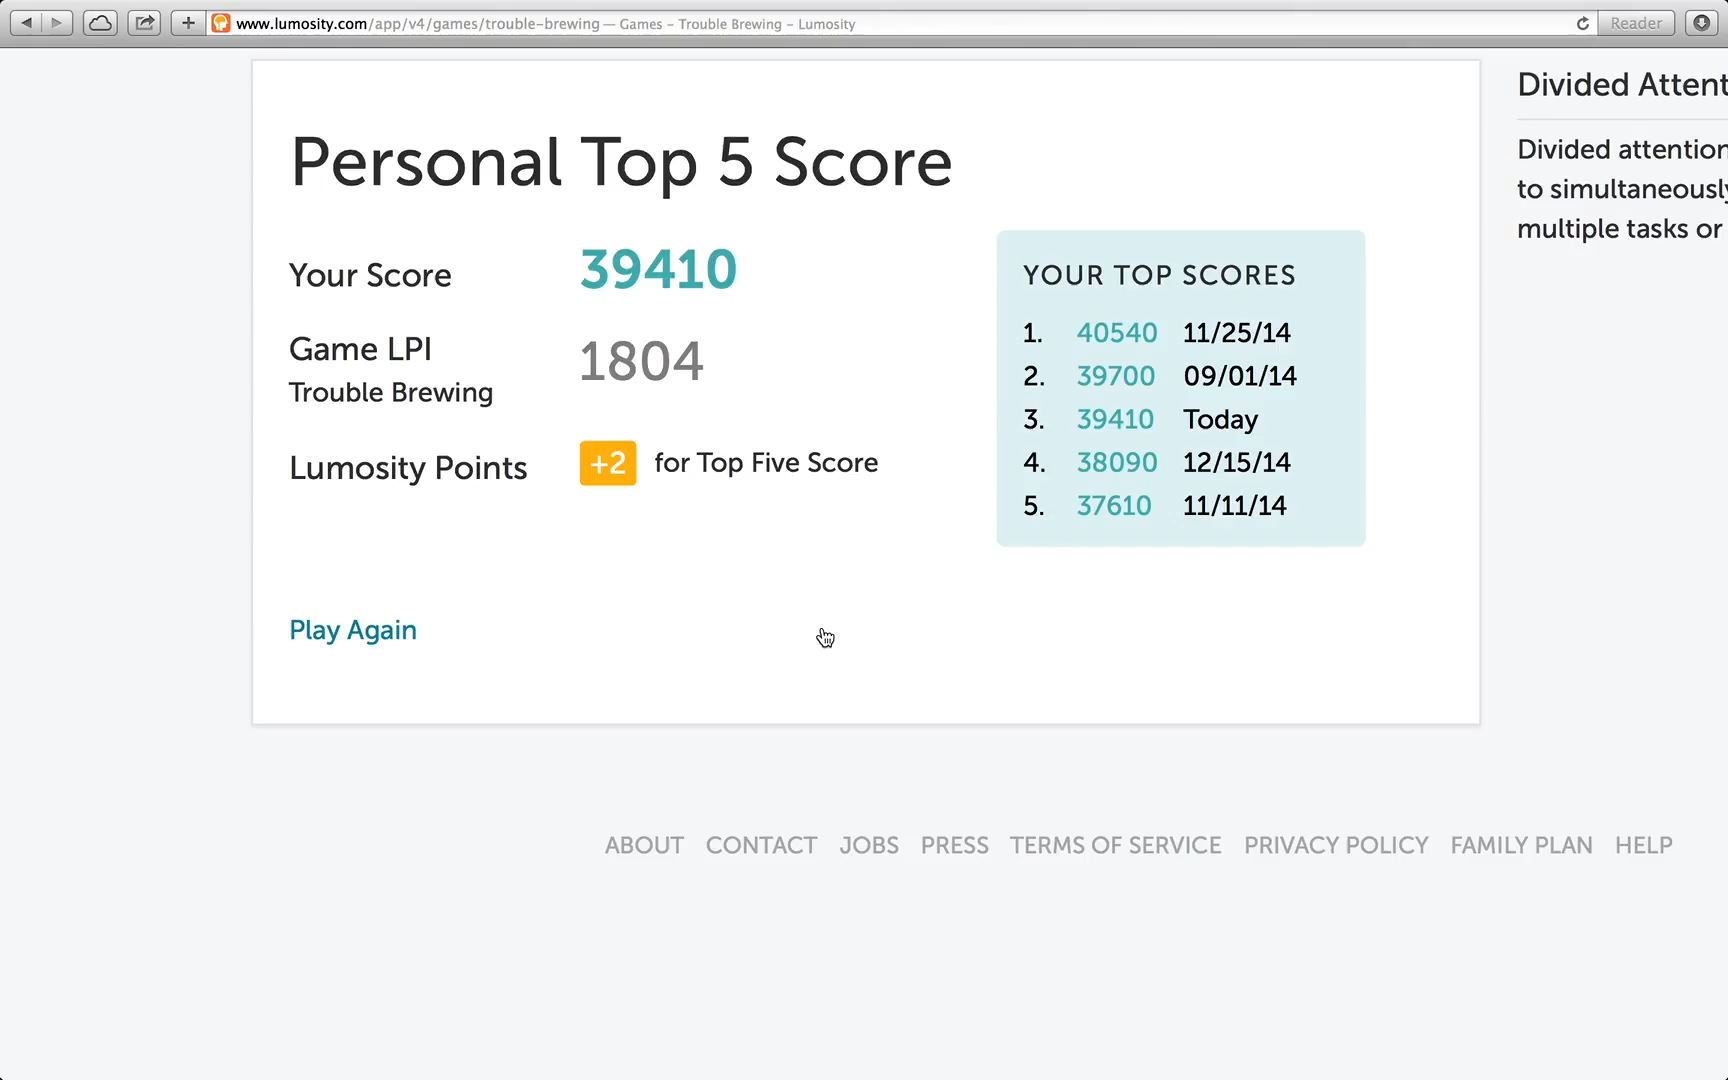 www.lumosity.com/app/v4/games/trouble-brewing — Games – Trouble Brewing – Lumosity
Reader
Personal Top 5 Score
Your Score 39410
Game LPI 1804
Trouble Brewing
Lumosity Points +2 for Top Five Score
Play Again
YOUR TOP SCORES
1. 40540 11/25/14
2. 39700 09/01/14
3. 39410 Today
4. 38090 12/15/14
5. 37610 11/11/14
Divided Attent
Divided attention
to simultaneously
multiple tasks or
ABOUT CONTACT JOBS PRESS TERMS OF SERVICE PRIVACY POLICY FAMILY PLAN HELP